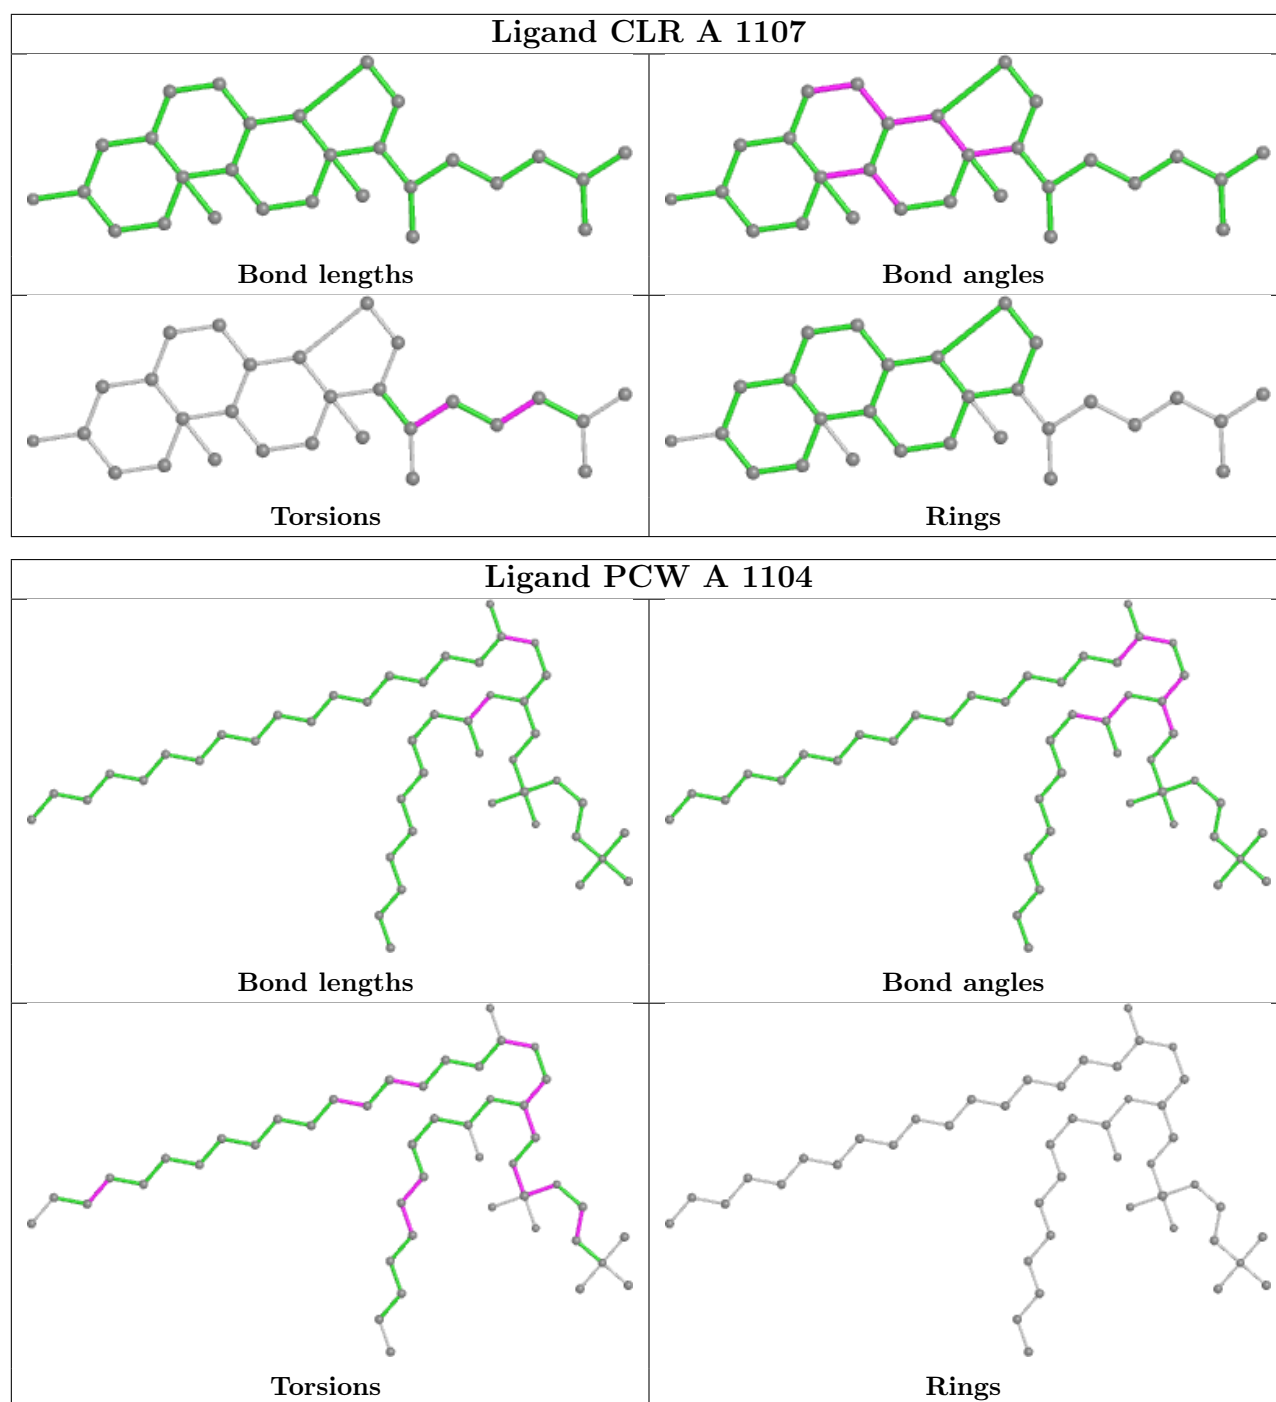 Ligand CLR A 1107
Bond lengths
Bond angles
Torsions
Rings
Ligand PCW A 1104
Bond lengths
Bond angles
Torsions
Rings